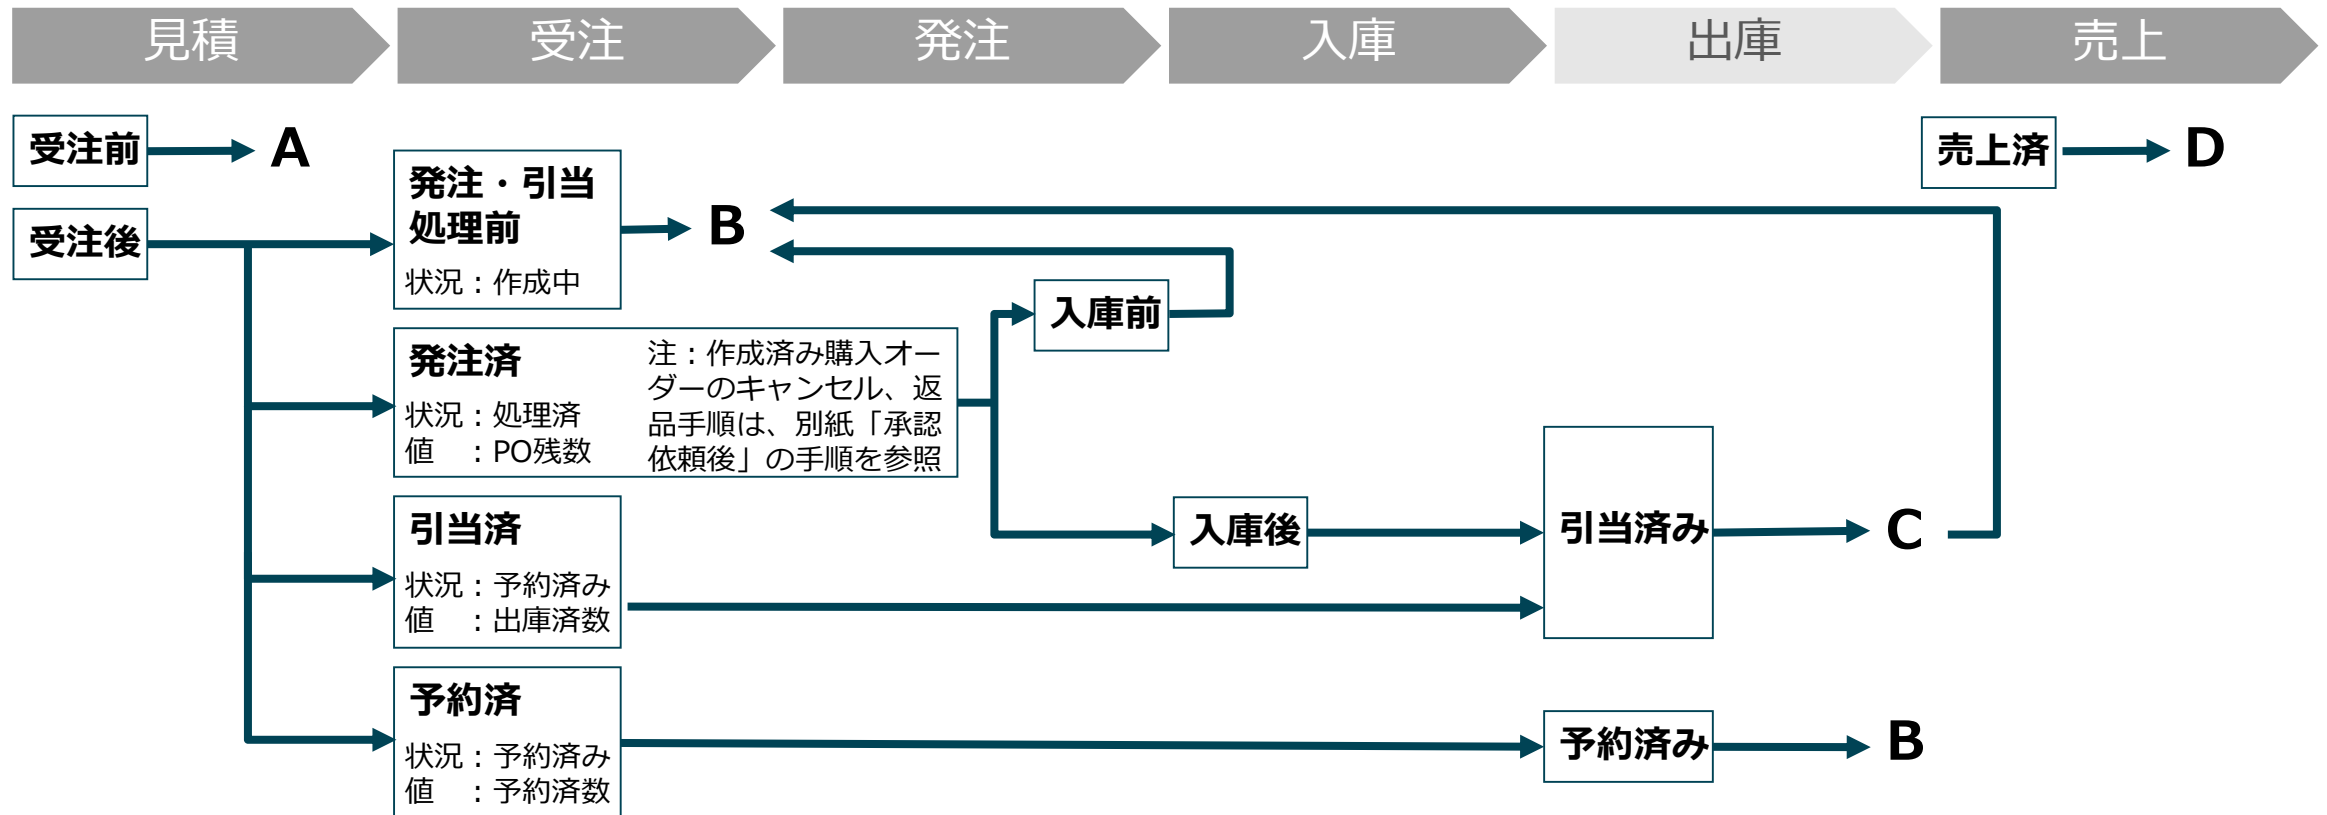 見積
受注
発注
入庫
出庫
売上
受注前
A
受注後
発注・引当
処理前
状況：作成中
B
発注済
状況：処理済
値　：PO残数
注：作成済み購入オー
ダーのキャンセル、返
品手順は、別紙「承認
依頼後」の手順を参照
引当済
状況：予約済み
値　：出庫済数
予約済
状況：予約済み
値　：予約済数
入庫前
入庫後
引当済み
C
予約済み
B
売上済
D